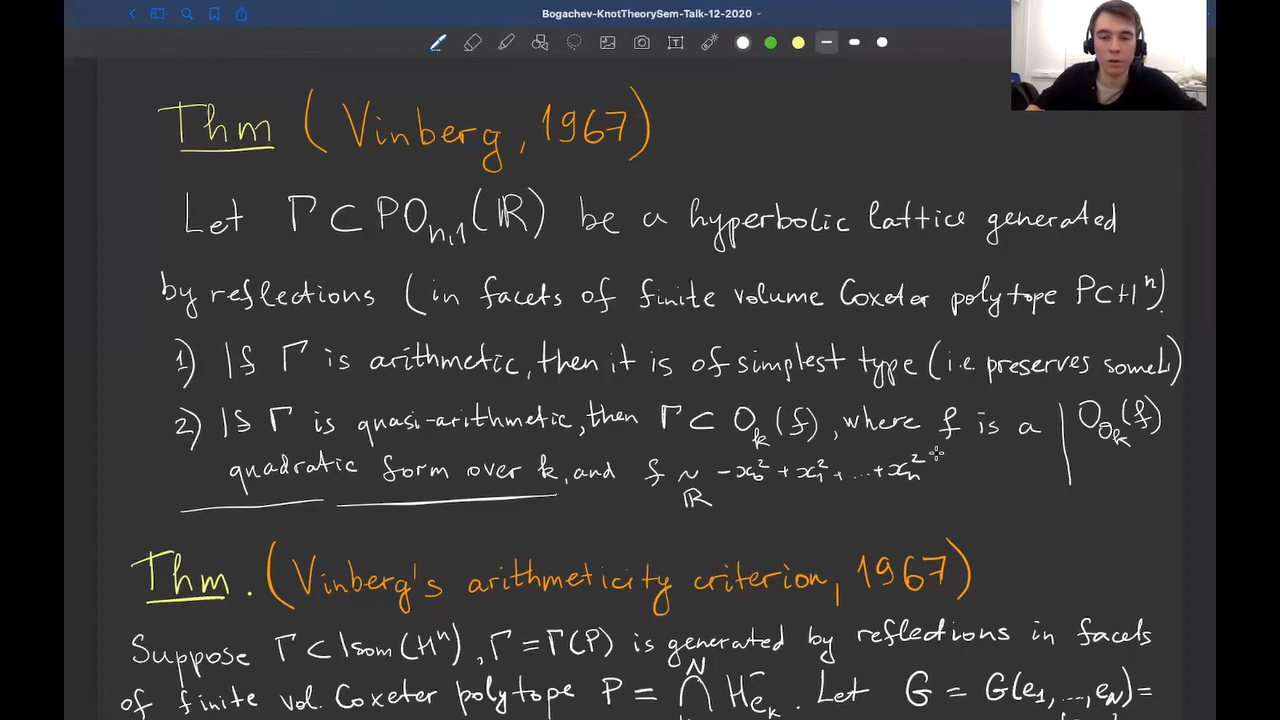 Bogachev-KnotTheorySem-Talk-12-2020
Thm (Vinberg, 1967)
Let Γ ⊂ PO_{n,1}(ℝ) be a hyperbolic lattice generated
by reflections (in facets of finite volume Coxeter polytope P⊂ℍ^n).
1) If Γ is arithmetic, then it is of simplest type (i.e. preserves some L)
2) If Γ is quasi-arithmetic, then Γ ⊂ O_k(f), where f is a | O_{O_k}(f)
quadratic form over k, and f ~_ℝ -x_0^2 + x_1^2 + ... + x_n^2
Thm. (Vinberg's arithmeticity criterion, 1967)
Suppose Γ ⊂ Isom(ℍ^n), Γ = Γ(P) is generated by reflections in facets
of finite vol. Coxeter polytope P = ⋂^N H^-_{e_k}. Let G = G(e_1, ..., e_N) =